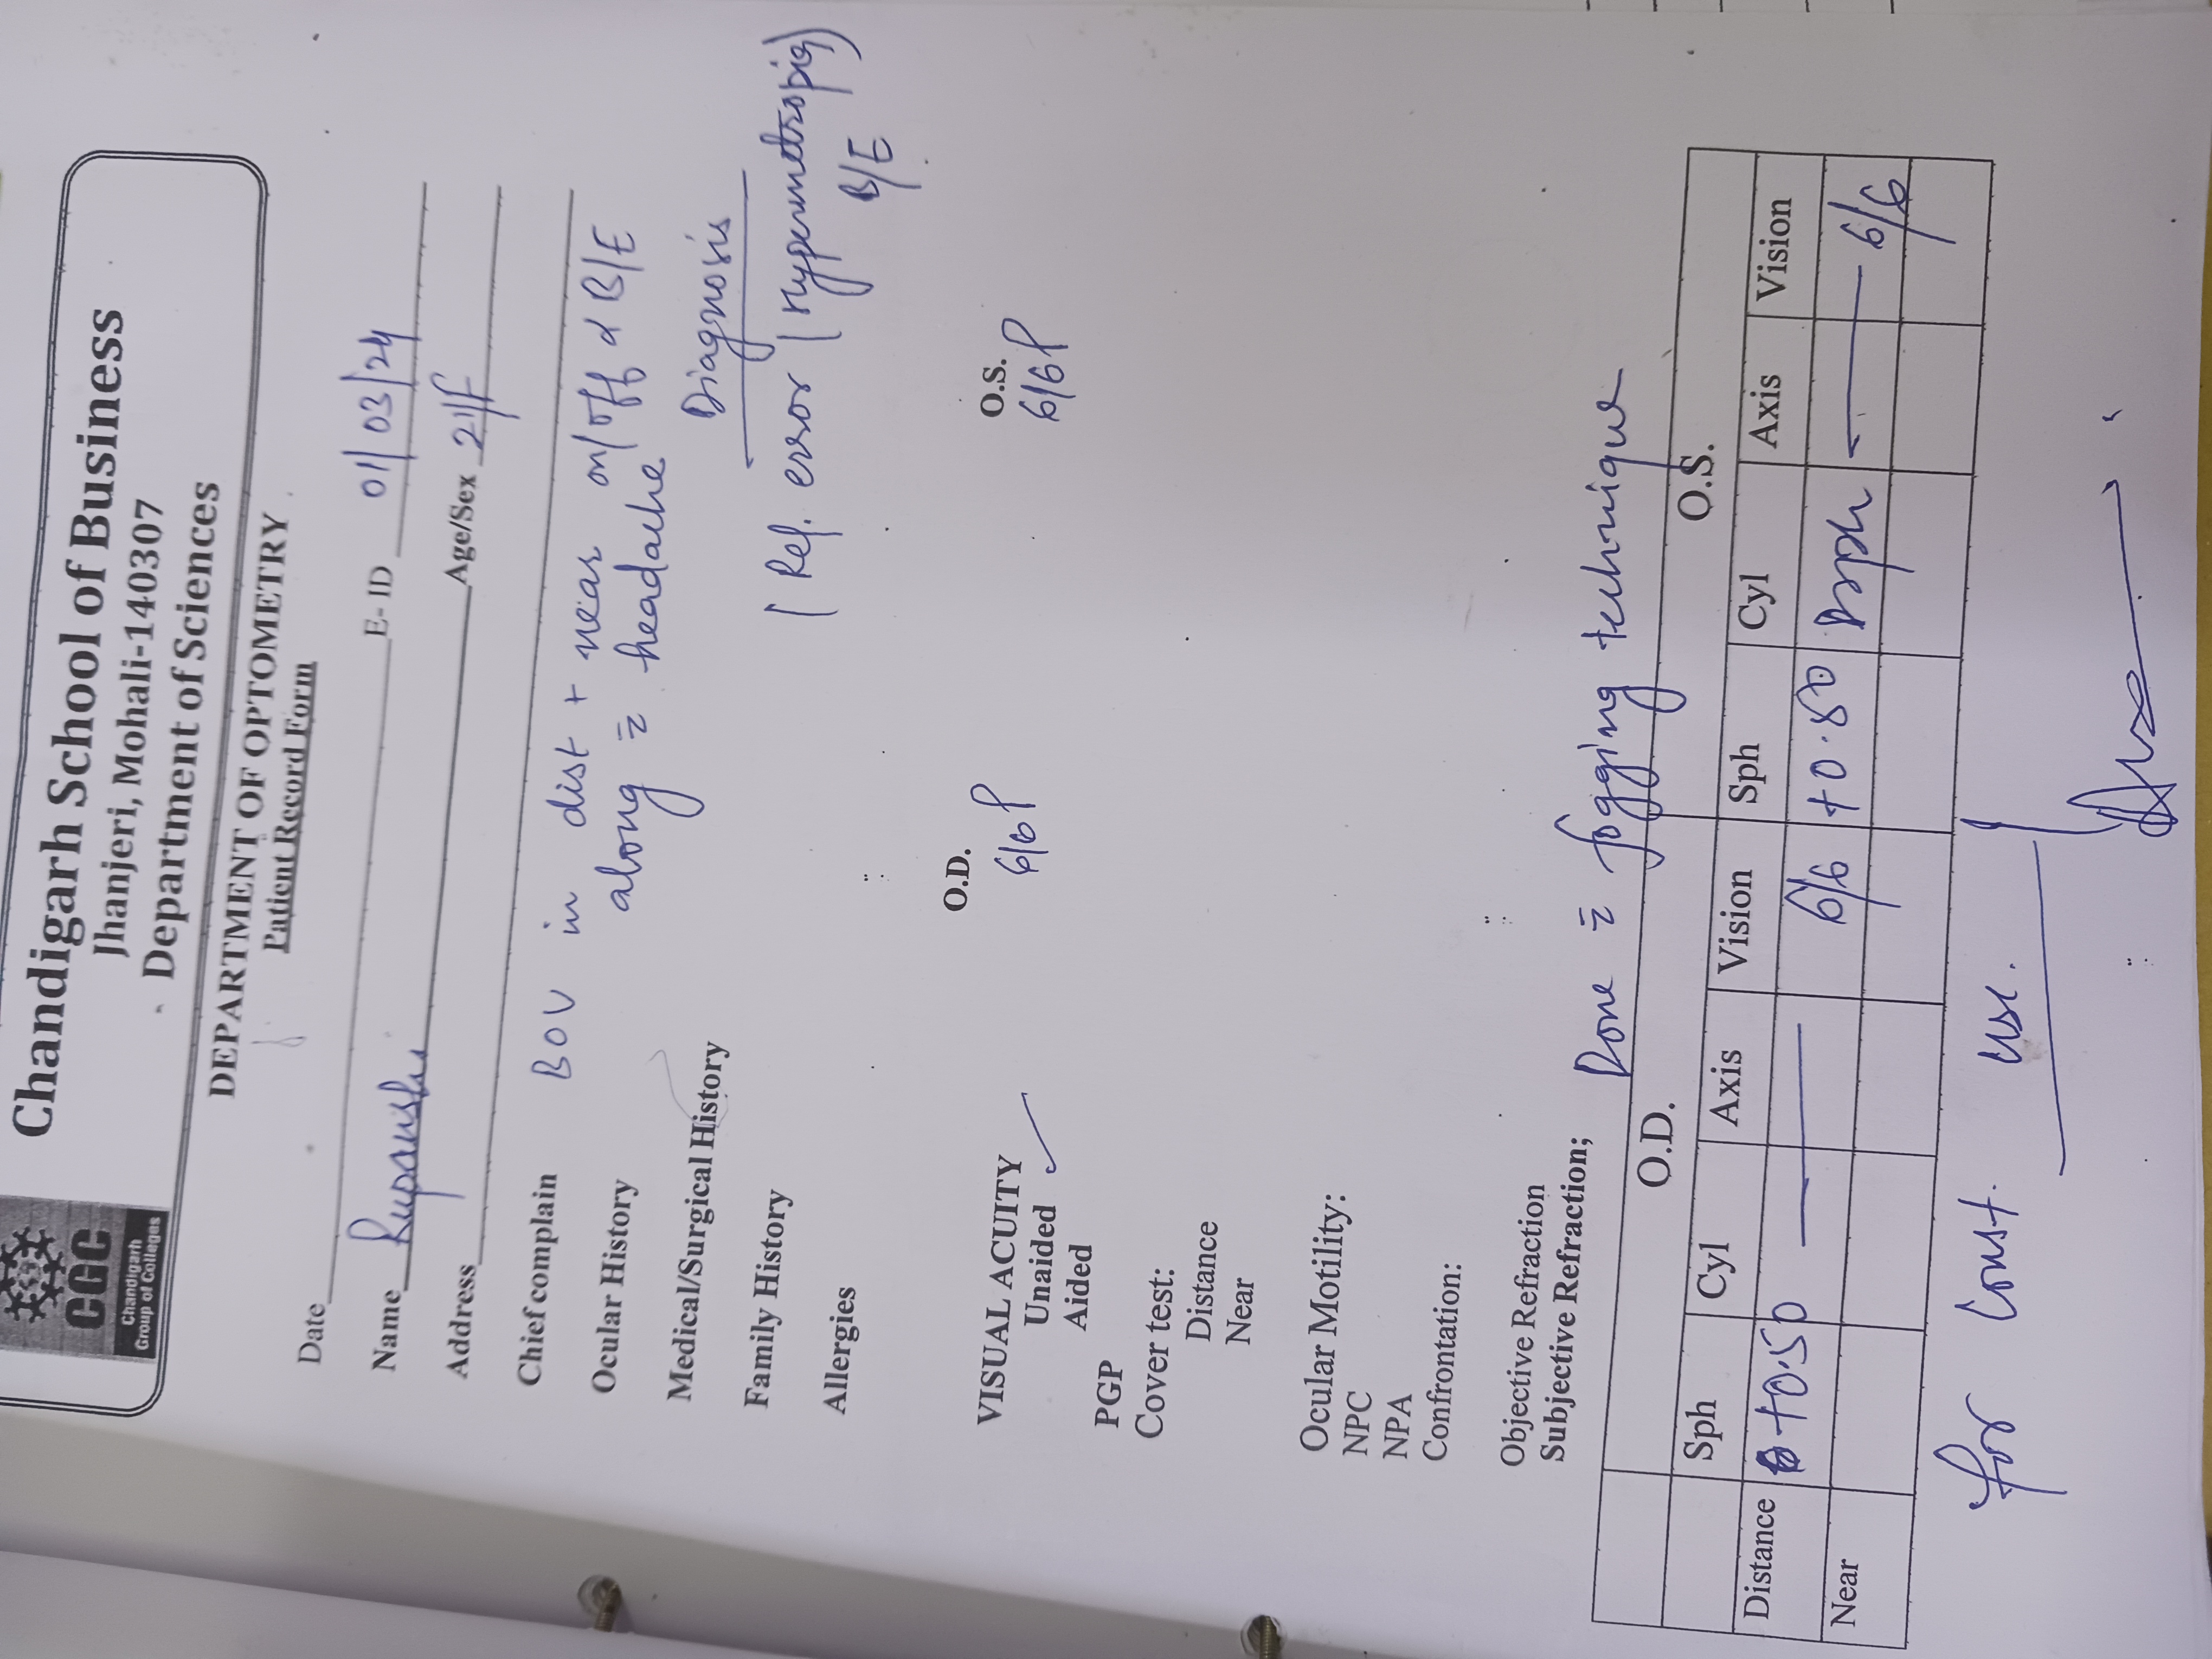 CGC
Chandigarh
Group of Colleges
Chandigarh School of Business
Jhanjeri, Mohali-140307
Department of Sciences
DEPARTMENT OF OPTOMETRY
Patient Record Form
Date
E- ID 01/03/24
Name Rupanshi
Age/Sex 21/F
Address
Chief complain BOV in dist + near on/off B/E
along c̄ headache
Ocular History
Medical/Surgical History
Diagnosis
Family History
( Ref. error ( Hypermetropia)
B/E
Allergies
O.D. O.S.
VISUAL ACUITY
Unaided ✓ 6/6P 6/6P
Aided
PGP
Cover test:
Distance
Near
Ocular Motility:
NPC
NPA
Confrontation:
Objective Refraction
Subjective Refraction; Done c̄ fogging technique
O.D. O.S.
Sph Cyl Axis Vision Sph Cyl Axis Vision
Distance +0.50 — 6/6 +0.50 Dsph — 6/6
Near
for const. use.